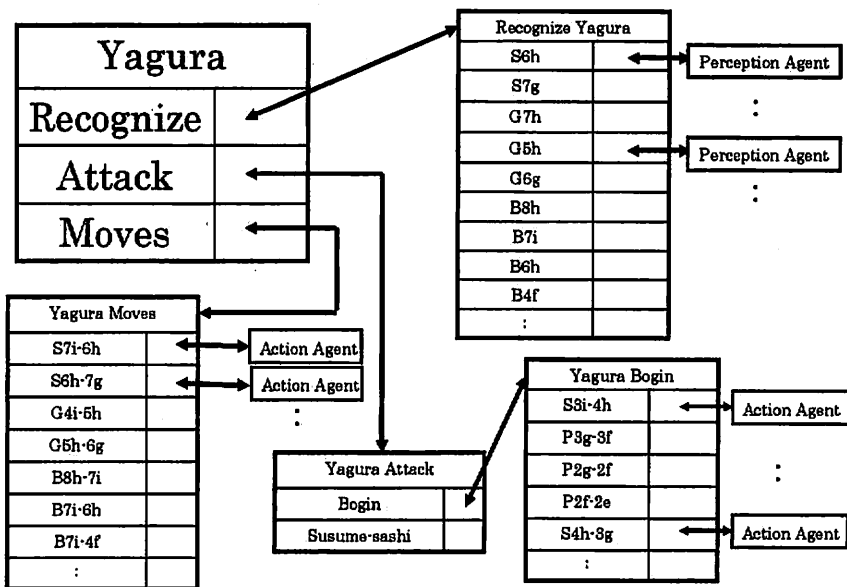 Yagura
Recognize
Attack
Moves
Recognize Yagura
S6h
S7g
G7h
G5h
G6g
B8h
B7i
B6h
B4f
:
Perception Agent
:
Perception Agent
:
Yagura Moves
S7i-6h
S6h-7g
G4i-5h
G5h-6g
B8h-7i
B7i-6h
B7i-4f
:
Action Agent
Action Agent
:
Yagura Attack
Bogin
Susume-sashi
Yagura Bogin
S3i-4h
P3g-3f
P2g-2f
P2f-2e
S4h-3g
:
Action Agent
:
Action Agent